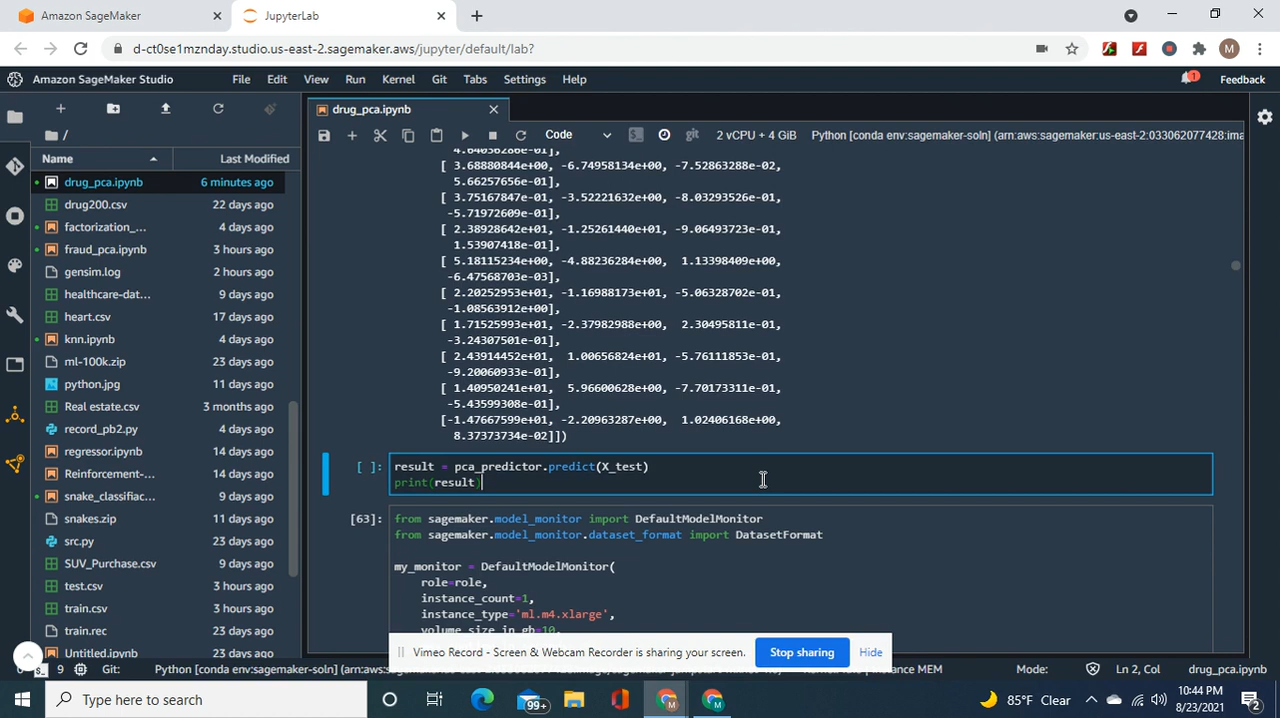 Amazon SageMaker
JupyterLab
d-ct0se1mznday.studio.us-east-2.sagemaker.aws/jupyter/default/lab?
M
Amazon SageMaker Studio
File Edit View Run Kernel Git Tabs Settings Help
1
Feedback
drug_pca.ipynb
Code
git
2 vCPU + 4 GiB
Python [conda env:sagemaker-soln] (arn:aws:sagemaker:us-east-2:033062077428:ima
/
Name Last Modified
drug_pca.ipynb 6 minutes ago
drug200.csv 22 days ago
factorization_... 4 days ago
fraud_pca.ipynb 3 hours ago
gensim.log 2 hours ago
healthcare-dat... 9 days ago
heart.csv 17 days ago
knn.ipynb 4 days ago
ml-100k.zip 23 days ago
python.jpg 11 days ago
Real estate.csv 3 months ago
record_pb2.py 4 days ago
regressor.ipynb 14 days ago
Reinforcement-... 14 days ago
snake_classifiac... 4 days ago
snakes.zip 23 days ago
src.py 23 days ago
SUV_Purchase.csv 9 days ago
test.csv 3 hours ago
train.csv 3 hours ago
train.rec 23 days ago
Untitled.ipynb 13 days ago
4.64056286e-01],
[ 3.68880844e+00, -6.74958134e+00, -7.52863288e-02,
5.66257656e-01],
[ 3.75167847e+01, -3.52221632e+00, -8.03293526e-01,
-5.71972609e-01],
[ 2.38928642e+01, -1.25261440e+01, -9.06493723e-01,
1.53907418e-01],
[ 5.18115234e+00, -4.88236284e+00, 1.13398409e+00,
-6.47568703e-03],
[ 2.20252953e+01, -1.16988173e+01, -5.06328702e-01,
-1.08563912e+00],
[ 1.71525993e+01, -2.37982988e+00, 2.30495811e-01,
-3.24307501e-01],
[ 2.43914452e+01, 1.00656824e+01, -5.76111853e-01,
-9.20060933e-01],
[ 1.40950241e+01, 5.96600628e+00, -7.70173311e-01,
-5.43599308e-01],
[-1.47667599e+01, -2.20963287e+00, 1.02406168e+00,
8.37373734e-02]])
[ ]: result = pca_predictor.predict(X_test)
print(result)
[63]: from sagemaker.model_monitor import DefaultModelMonitor
from sagemaker.model_monitor.dataset_format import DatasetFormat
my_monitor = DefaultModelMonitor(
role=role,
instance_count=1,
instance_type='ml.m4.xlarge',
volume_size_in_gb=10,
Vimeo Record - Screen & Webcam Recorder is sharing your screen.
Stop sharing
Hide
9
Git:
Python [conda env:sagemaker-soln]
nstance MEM
Mode:
Ln 2, Col
drug_pca.ipynb
Type here to search
99+
85°F Clear
10:44 PM
8/23/2021
2